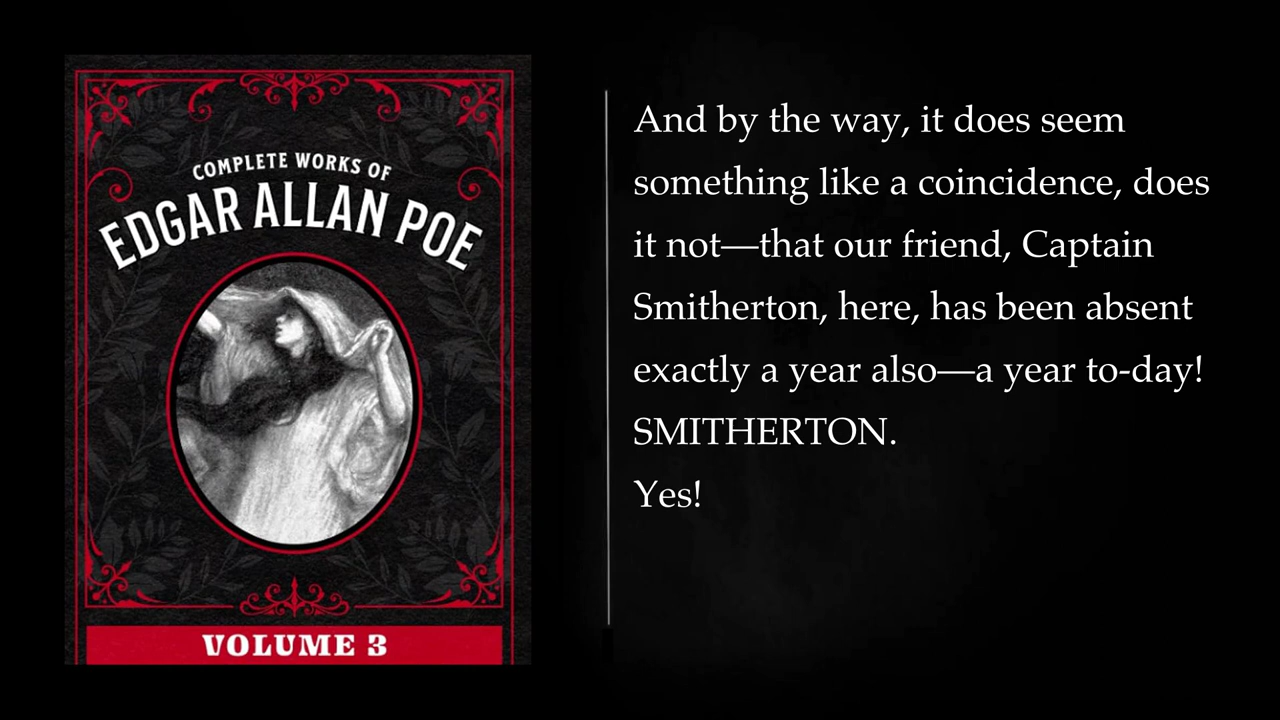 COMPLETE WORKS OF
EDGAR ALLAN POE
VOLUME 3
And by the way, it does seem
something like a coincidence, does
it not—that our friend, Captain
Smitherton, here, has been absent
exactly a year also—a year to-day!
SMITHERTON.
Yes!